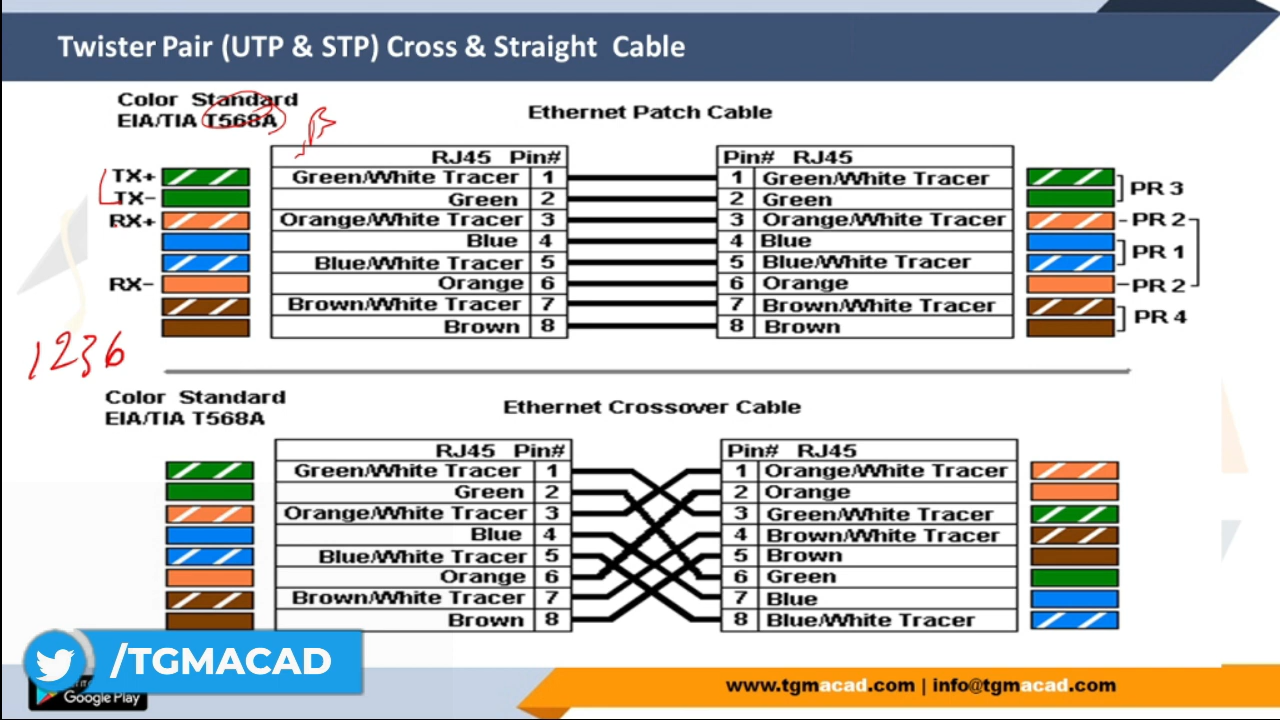 Twister Pair (UTP & STP) Cross & Straight Cable
Color Standard
EIA/TIA T568A
B
Ethernet Patch Cable
RJ45 Pin#
Pin# RJ45
TX+ Green/White Tracer 1 1 Green/White Tracer
TX- Green 2 2 Green PR 3
RX+ Orange/White Tracer 3 3 Orange/White Tracer PR 2
Blue 4 4 Blue
Blue/White Tracer 5 5 Blue/White Tracer PR 1
RX- Orange 6 6 Orange PR 2
Brown/White Tracer 7 7 Brown/White Tracer
Brown 8 8 Brown PR 4
1236
Color Standard
EIA/TIA T568A
Ethernet Crossover Cable
RJ45 Pin#
Pin# RJ45
Green/White Tracer 1 1 Orange/White Tracer
Green 2 2 Orange
Orange/White Tracer 3 3 Green/White Tracer
Blue 4 4 Brown/White Tracer
Blue/White Tracer 5 5 Brown
Orange 6 6 Green
Brown/White Tracer 7 7 Blue
Brown 8 8 Blue/White Tracer
/TGMACAD
Google Play
www.tgmacad.com | info@tgmacad.com